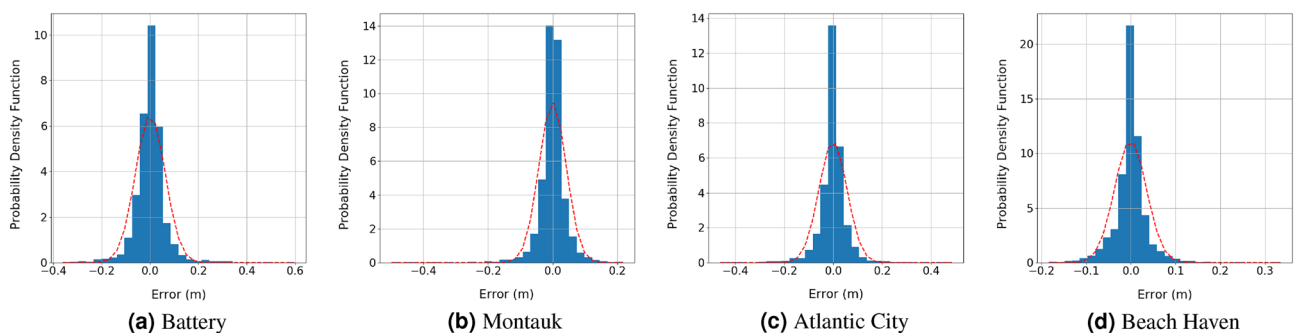 Probability Density Function
10
8
6
4
2
0
−0.4 −0.2 0.0 0.2 0.4 0.6
Error (m)
(a) Battery
Probability Density Function
14
12
10
8
6
4
2
0
−0.4 −0.2 0.0 0.2
Error (m)
(b) Montauk
Probability Density Function
14
12
10
8
6
4
2
0
−0.4 −0.2 0.0 0.2 0.4
Error (m)
(c) Atlantic City
Probability Density Function
20
15
10
5
0
−0.2 −0.1 0.0 0.1 0.2 0.3
Error (m)
(d) Beach Haven